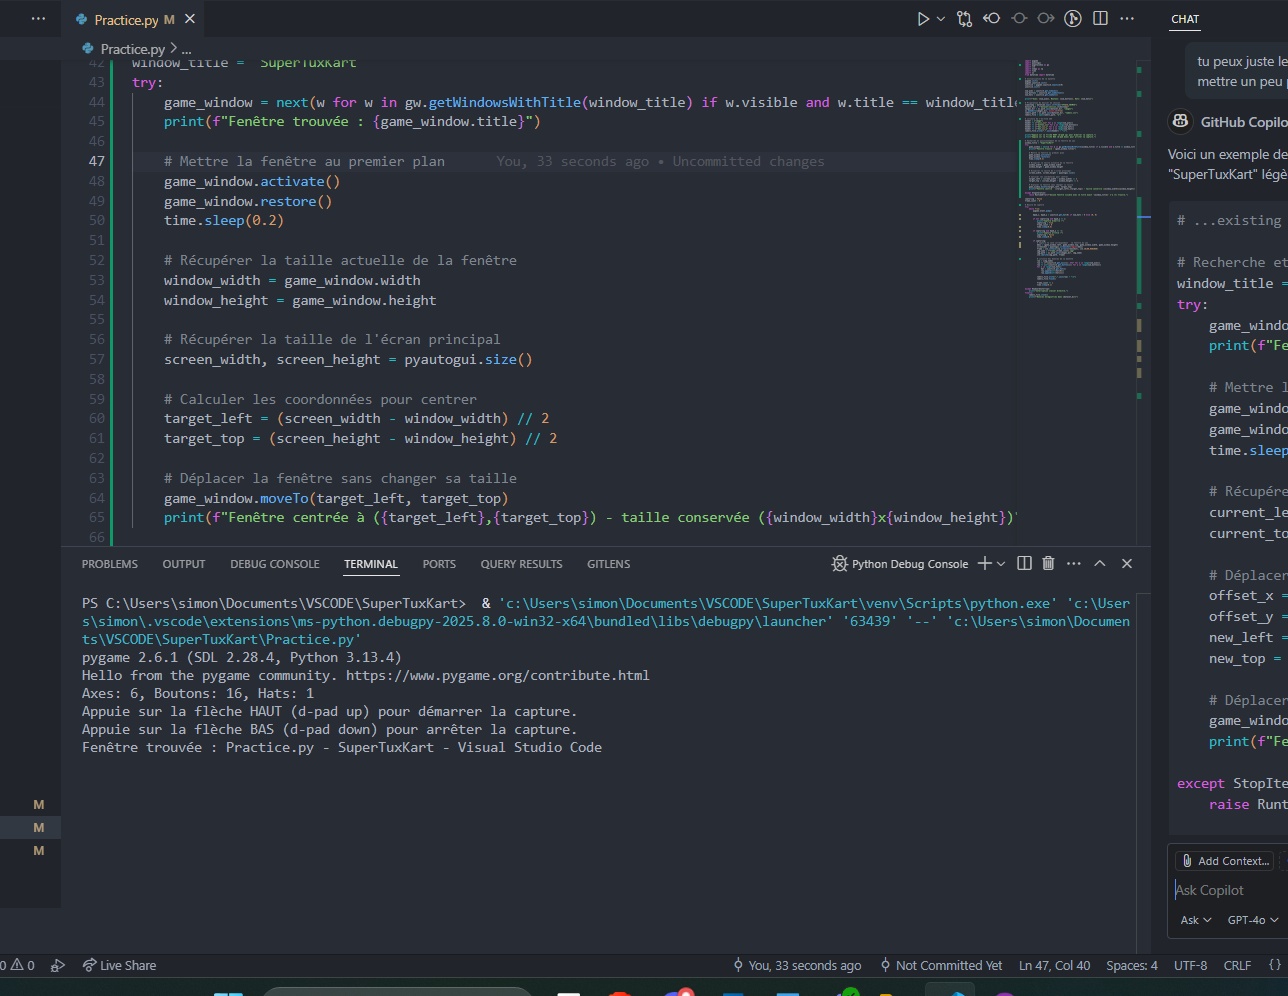 Practice.py M
Practice.py > ...
42 window_title = "SuperTuxKart"
43 try:
44 game_window = next(w for w in gw.getWindowsWithTitle(window_title) if w.visible and w.title == window_titl
45 print(f"Fenêtre trouvée : {game_window.title}")
46
47 # Mettre la fenêtre au premier plan You, 33 seconds ago • Uncommitted changes
48 game_window.activate()
49 game_window.restore()
50 time.sleep(0.2)
51
52 # Récupérer la taille actuelle de la fenêtre
53 window_width = game_window.width
54 window_height = game_window.height
55
56 # Récupérer la taille de l'écran principal
57 screen_width, screen_height = pyautogui.size()
58
59 # Calculer les coordonnées pour centrer
60 target_left = (screen_width - window_width) // 2
61 target_top = (screen_height - window_height) // 2
62
63 # Déplacer la fenêtre sans changer sa taille
64 game_window.moveTo(target_left, target_top)
65 print(f"Fenêtre centrée à ({target_left},{target_top}) - taille conservée ({window_width}x{window_height})"
66
PROBLEMS OUTPUT DEBUG CONSOLE TERMINAL PORTS QUERY RESULTS GITLENS
Python Debug Console
PS C:\Users\simon\Documents\VSCODE\SuperTuxKart> & 'c:\Users\simon\Documents\VSCODE\SuperTuxKart\venv\Scripts\python.exe' 'c:\User
s\simon\.vscode\extensions\ms-python.debugpy-2025.8.0-win32-x64\bundled\libs\debugpy\launcher' '63439' '--' 'c:\Users\simon\Documen
ts\VSCODE\SuperTuxKart\Practice.py'
pygame 2.6.1 (SDL 2.28.4, Python 3.13.4)
Hello from the pygame community. https://www.pygame.org/contribute.html
Axes: 6, Boutons: 16, Hats: 1
Appuie sur la flèche HAUT (d-pad up) pour démarrer la capture.
Appuie sur la flèche BAS (d-pad down) pour arrêter la capture.
Fenêtre trouvée : Practice.py - SuperTuxKart - Visual Studio Code
M
M
M
CHAT
tu peux juste le
mettre un peu
GitHub Copilo
Voici un exemple de
"SuperTuxKart" légè
# ...existing
# Recherche et
window_title =
try:
game_windo
print(f"Fe
# Mettre l
game_windo
game_windo
time.sleep
# Récupére
current_le
current_to
# Déplacer
offset_x =
offset_y =
new_left =
new_top =
# Déplacer
game_windo
print(f"Fe
except StopIte
raise Runt
Add Context...
Ask Copilot
Ask GPT-4o
0 0 Live Share
You, 33 seconds ago Not Committed Yet Ln 47, Col 40 Spaces: 4 UTF-8 CRLF {}